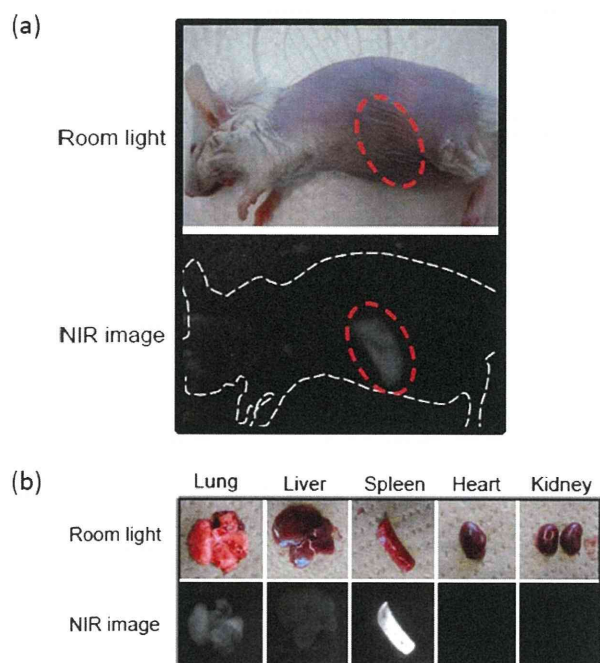 (a)
Room light
NIR image
(b)
Lung Liver Spleen Heart Kidney
Room light
NIR image